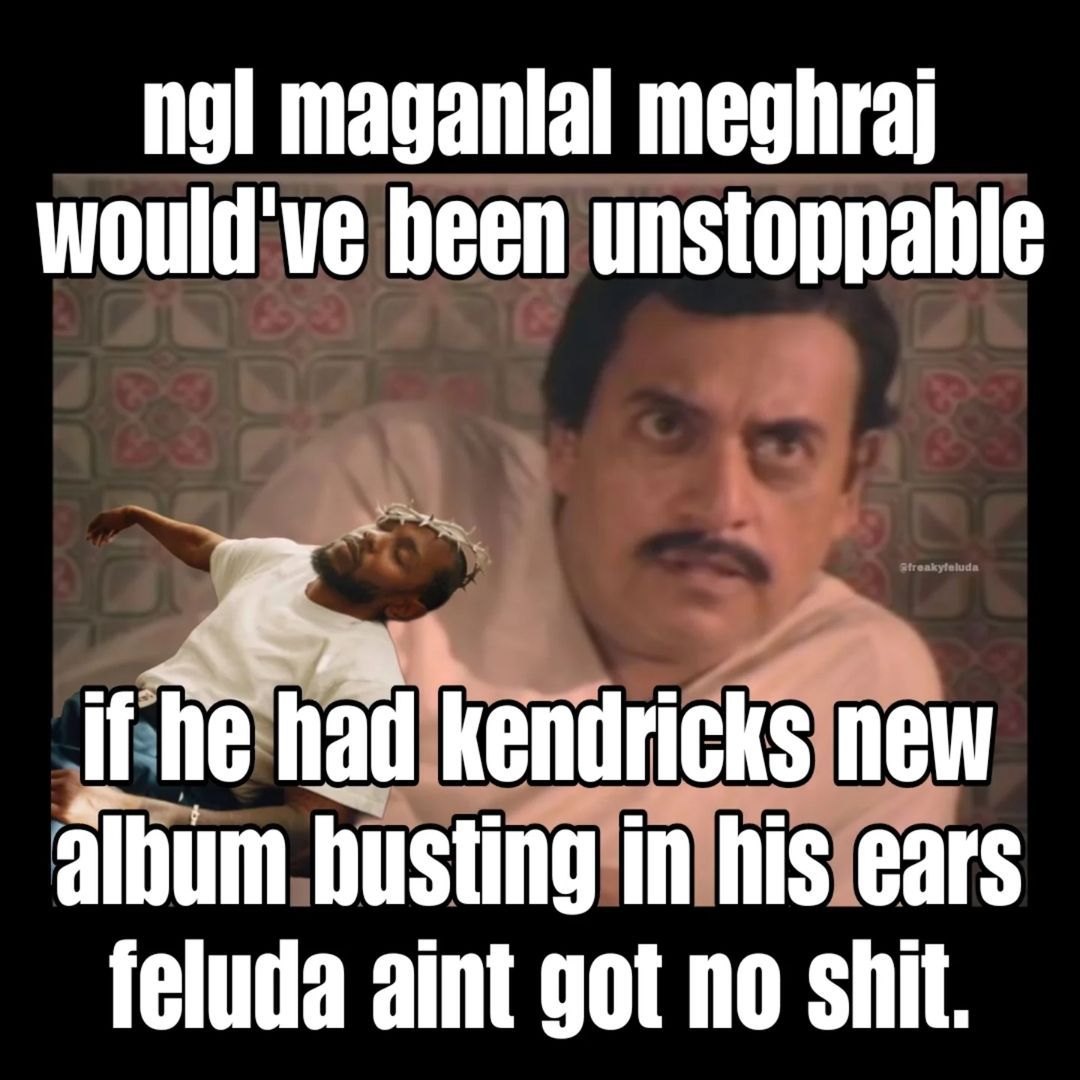 ngl maganlal meghraj
would've been unstoppable
@freakyfeluda
if he had kendricks new
album busting in his ears
feluda aint got no shit.